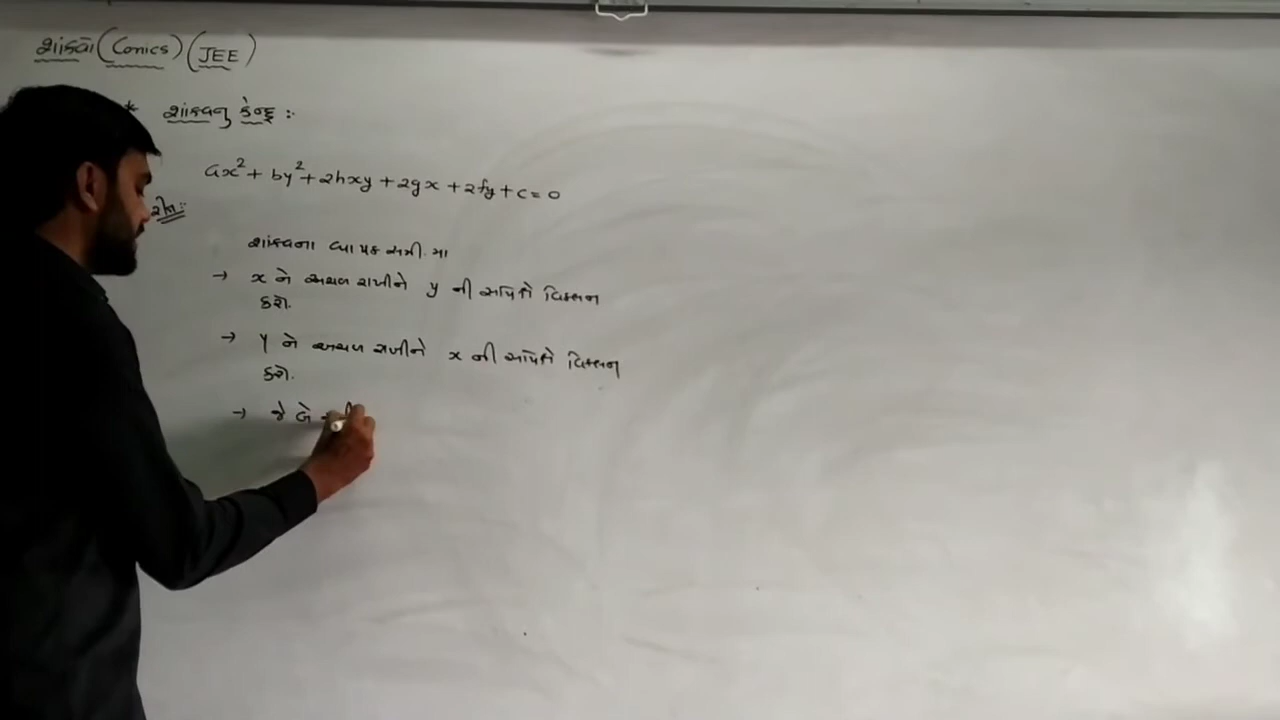 શાંકવો (Conics) (JEE)
* શાંકવનુ કેન્દ્ર :-
ax² + by² + 2hxy + 2gx + 2fy + c = 0
રીત :-
શાંકવના વ્યાપક સમી. મા
→ x ને અચળ રાખીને y ની સાપેક્ષે વિકલન
કરો.
→ y ને અચળ રાખીને x ની સાપેક્ષે વિકલન
કરો.
→ જે બે